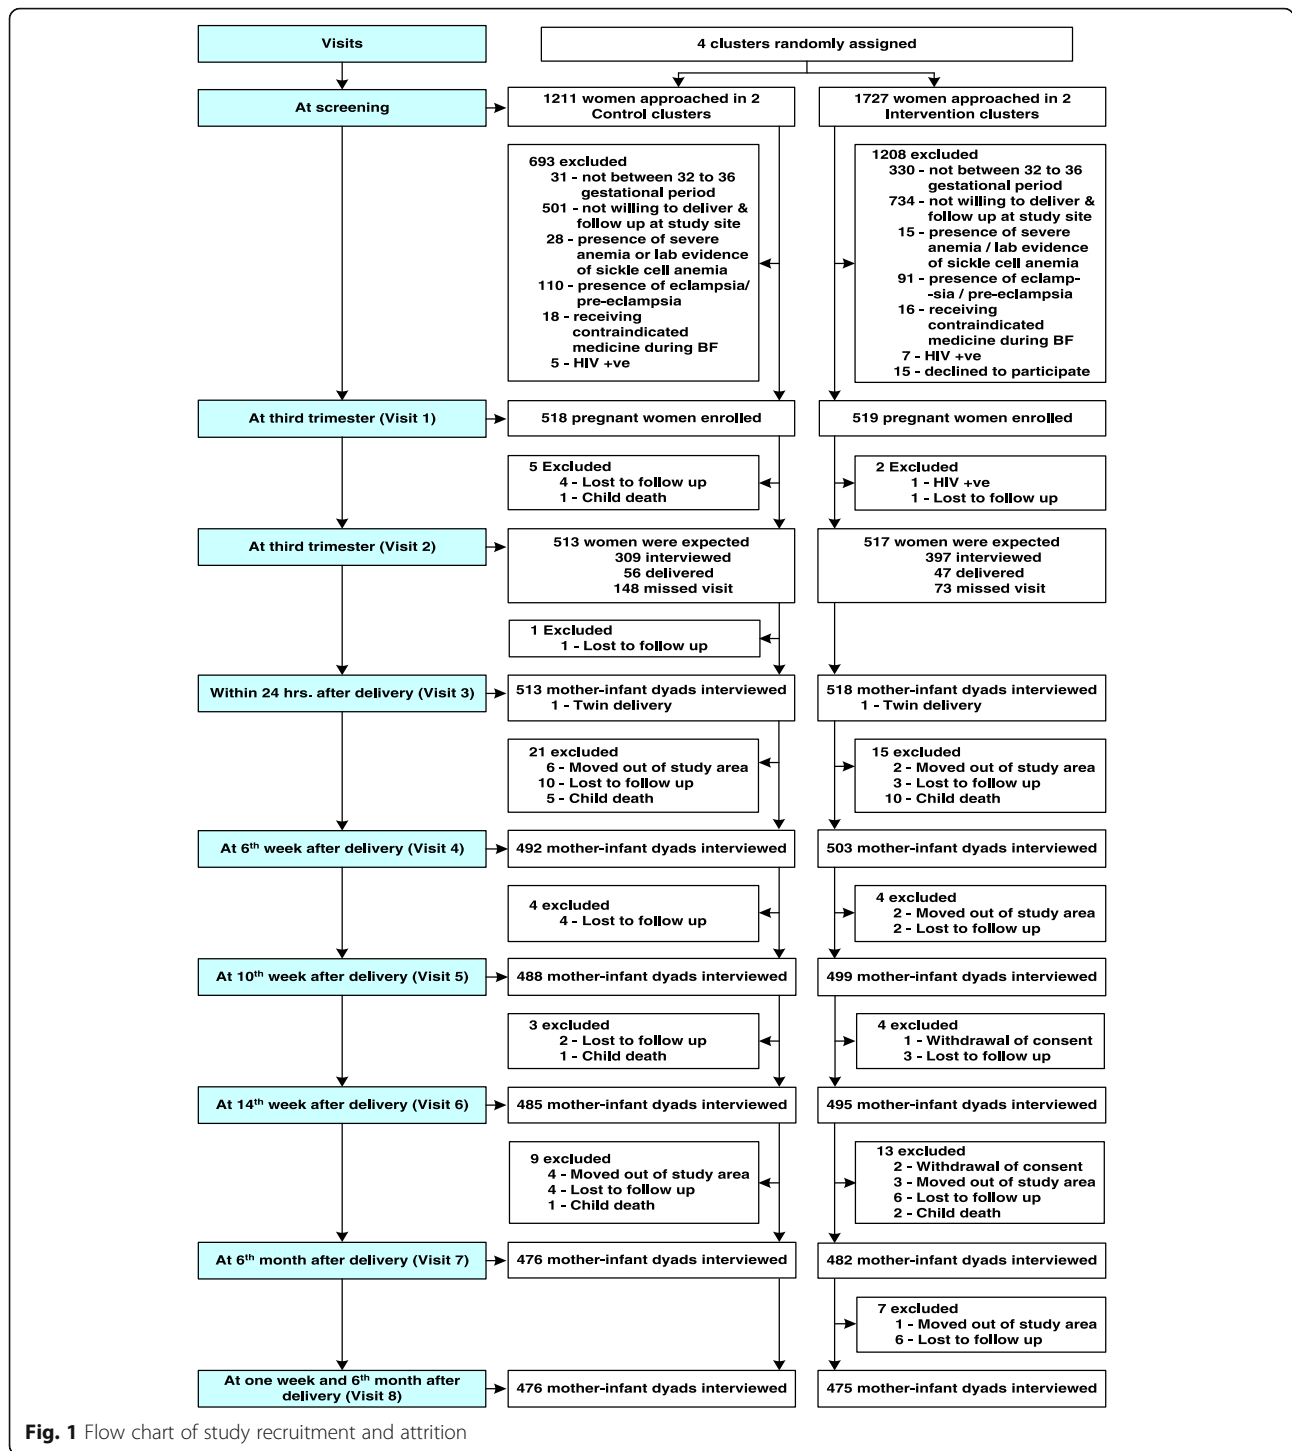 Visits
4 clusters randomly assigned
At screening
1211 women approached in 2
Control clusters
1727 women approached in 2
Intervention clusters
693 excluded
31 - not between 32 to 36
gestational period
501 - not willing to deliver &
follow up at study site
28 - presence of severe
anemia or lab evidence
of sickle cell anemia
110 - presence of eclampsia/
pre-eclampsia
18 - receiving
contraindicated
medicine during BF
5 - HIV +ve
1208 excluded
330 - not between 32 to 36
gestational period
734 - not willing to deliver &
follow up at study site
15 - presence of severe
anemia / lab evidence
of sickle cell anemia
91 - presence of eclamp-
-sia / pre-eclampsia
16 - receiving
contraindicated
medicine during BF
7 - HIV +ve
15 - declined to participate
At third trimester (Visit 1)
518 pregnant women enrolled
519 pregnant women enrolled
5 Excluded
4 - Lost to follow up
1 - Child death
2 Excluded
1 - HIV +ve
1 - Lost to follow up
At third trimester (Visit 2)
513 women were expected
309 interviewed
56 delivered
148 missed visit
517 women were expected
397 interviewed
47 delivered
73 missed visit
1 Excluded
1 - Lost to follow up
Within 24 hrs. after delivery (Visit 3)
513 mother-infant dyads interviewed
1 - Twin delivery
518 mother-infant dyads interviewed
1 - Twin delivery
21 excluded
6 - Moved out of study area
10 - Lost to follow up
5 - Child death
15 excluded
2 - Moved out of study area
3 - Lost to follow up
10 - Child death
At 6th week after delivery (Visit 4)
492 mother-infant dyads interviewed
503 mother-infant dyads interviewed
4 excluded
4 - Lost to follow up
4 excluded
2 - Moved out of study area
2 - Lost to follow up
At 10th week after delivery (Visit 5)
488 mother-infant dyads interviewed
499 mother-infant dyads interviewed
3 excluded
2 - Lost to follow up
1 - Child death
4 excluded
1 - Withdrawal of consent
3 - Lost to follow up
At 14th week after delivery (Visit 6)
485 mother-infant dyads interviewed
495 mother-infant dyads interviewed
9 excluded
4 - Moved out of study area
4 - Lost to follow up
1 - Child death
13 excluded
2 - Withdrawal of consent
3 - Moved out of study area
6 - Lost to follow up
2 - Child death
At 6th month after delivery (Visit 7)
476 mother-infant dyads interviewed
482 mother-infant dyads interviewed
7 excluded
1 - Moved out of study area
6 - Lost to follow up
At one week and 6th month after
delivery (Visit 8)
476 mother-infant dyads interviewed
475 mother-infant dyads interviewed
Fig. 1 Flow chart of study recruitment and attrition